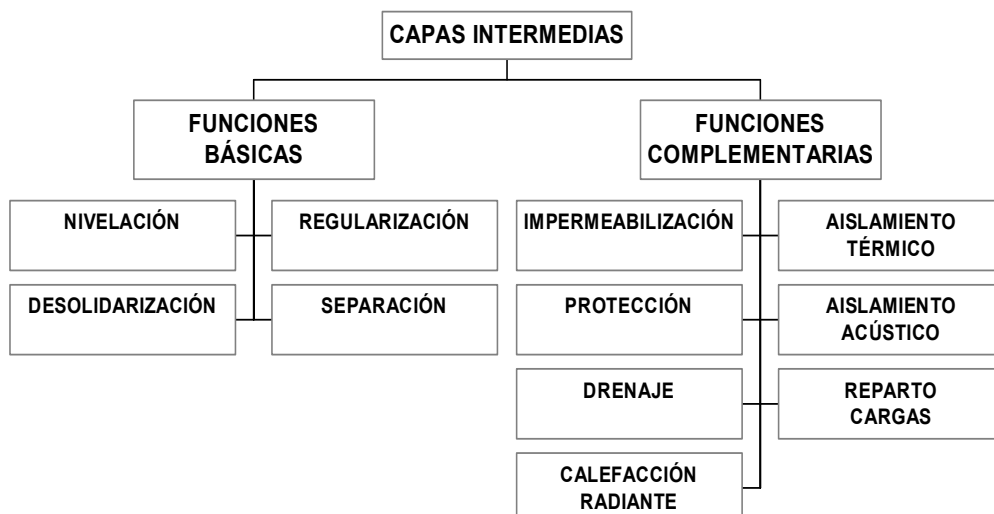 CAPAS INTERMEDIAS
FUNCIONES
BÁSICAS
FUNCIONES
COMPLEMENTARIAS
NIVELACIÓN
REGULARIZACIÓN
DESOLIDARIZACIÓN
SEPARACIÓN
IMPERMEABILIZACIÓN
AISLAMIENTO
TÉRMICO
PROTECCIÓN
AISLAMIENTO
ACÚSTICO
DRENAJE
REPARTO
CARGAS
CALEFACCIÓN
RADIANTE